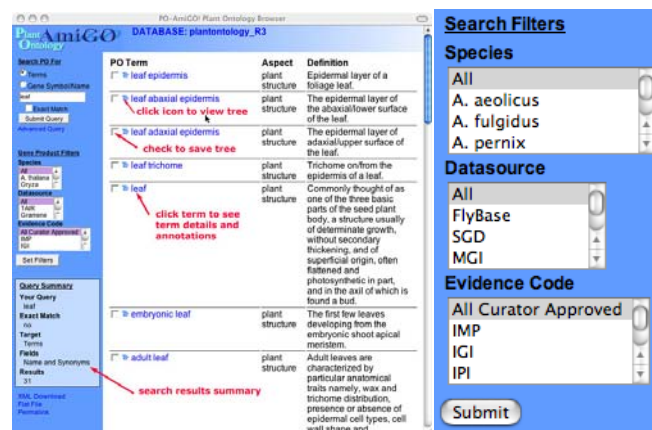 PO-AmiGO! Plant Ontology Browser
Plant Ontology
AmiGO
DATABASE: plantontology_R3
Search PO For
Terms
Gene Symbol/Name
leaf
Exact Match
Submit Query
Advanced Query
Gene Product Filters
Species
All
A. thaliana
Oryza
Datasource
All
TAIR
Gramene
Evidence Code
All Curator Approved
IMP
IGI
Set Filters
Query Summary
Your Query
leaf
Exact Match
no
Target
Terms
Fields
Name and Synonyms
Results
31
XML Download
Flat File
Permalink
PO Term Aspect Definition
leaf epidermis plant Epidermal layer of a
structure foliage leaf.
leaf abaxial epidermis plant The epidermal layer of
click icon to view tree structure the abaxial/lower surface
of the leaf.
leaf adaxial epidermis plant The epidermal layer of
check to save tree structure adaxial/upper surface of
the leaf.
leaf trichome plant Trichome on/from the
structure epidermis of a leaf.
leaf plant Commonly thought of as
structure one of the three basic
parts of the seed plant
click term to see body, a structure usually
term details and of determinate growth,
annotations without secondary
thickening, and of
superficial origin, often
flattened and
photosynthetic in part,
and in the axil of which is
found a bud.
embryonic leaf plant The first few leaves
structure developing from the
embryonic shoot apical
meristem.
adult leaf plant Adult leaves are
structure characterized by
particular anatomical
search results summary traits namely, wax and
trichome distribution,
presence or absence of
epidermal cell types, cell
wall shape and
Search Filters
Species
All
A. aeolicus
A. fulgidus
A. pernix
Datasource
All
FlyBase
SGD
MGI
Evidence Code
All Curator Approved
IMP
IGI
IPI
Submit